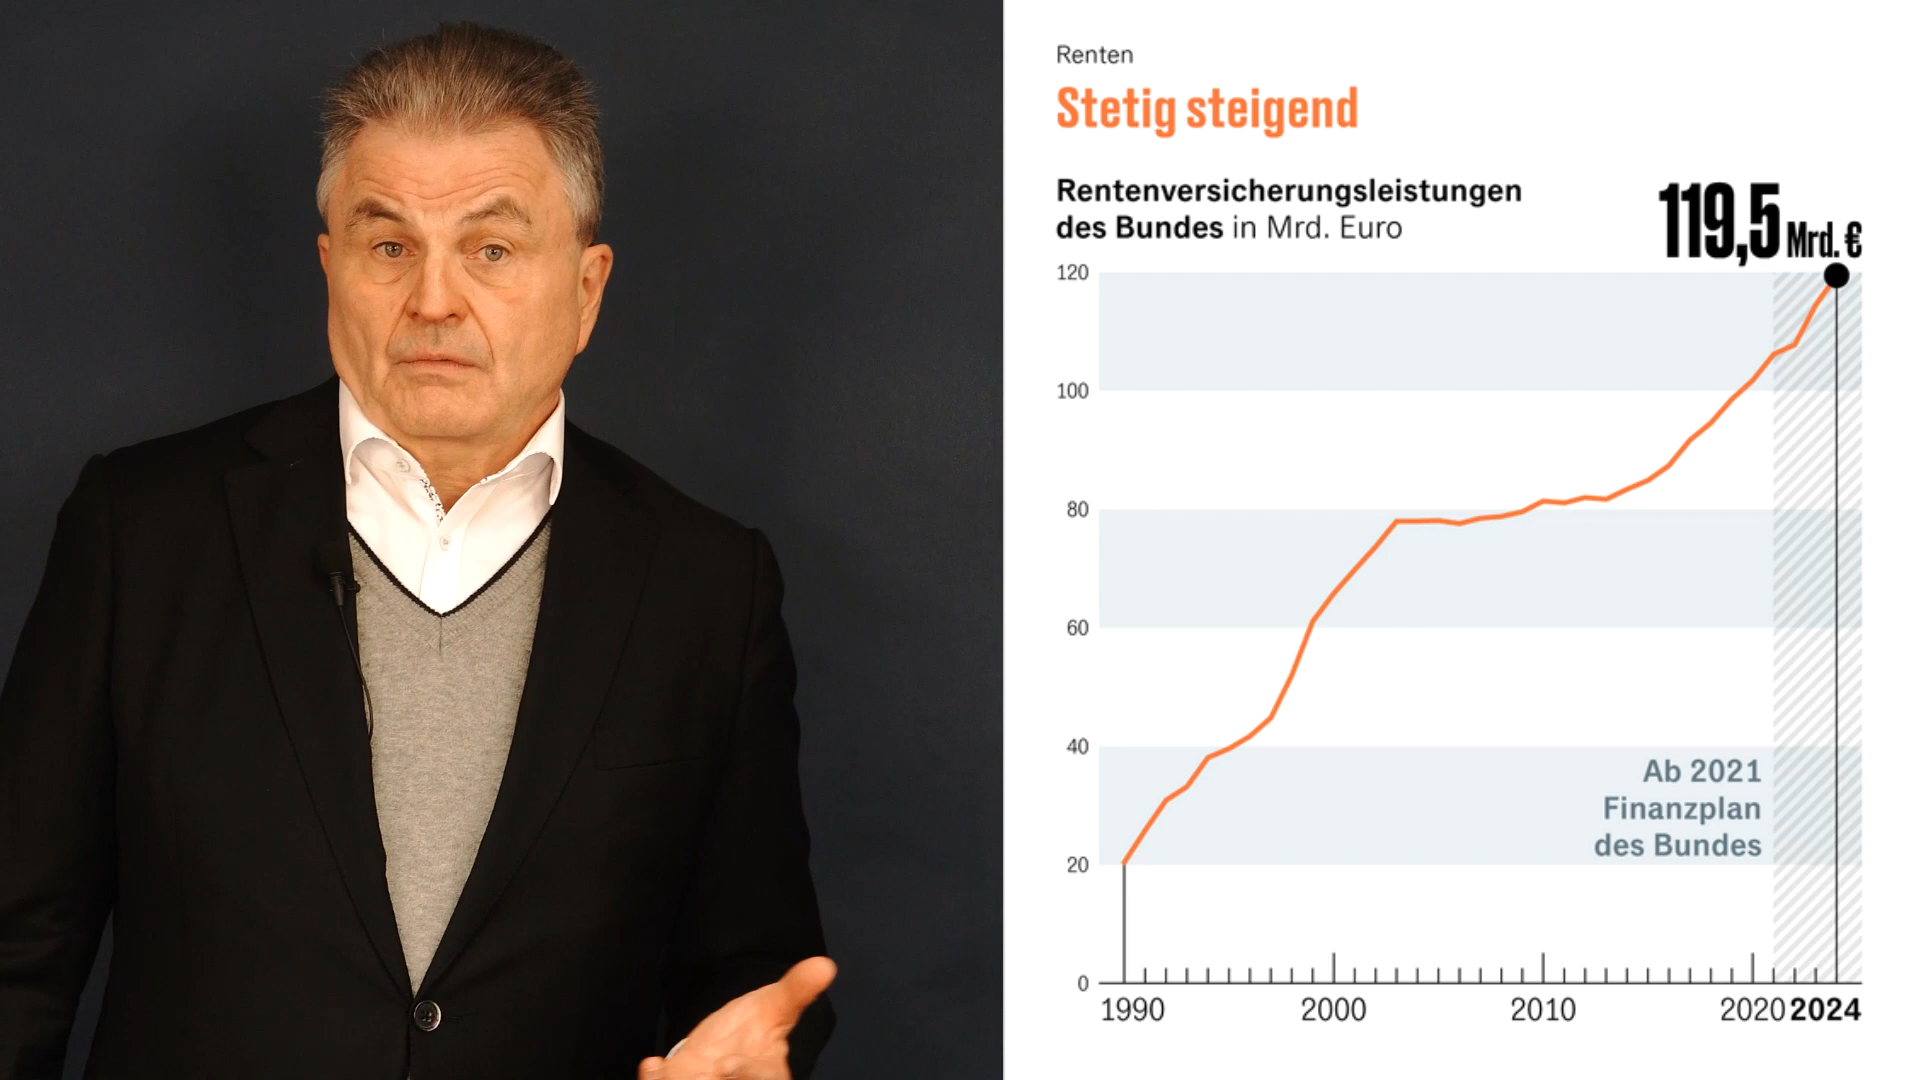 Renten
Stetig steigend
Rentenversicherungsleistungen
des Bundes in Mrd. Euro
119,5 Mrd. €
120
100
80
60
40
20
0
Ab 2021
Finanzplan
des Bundes
1990 2000 2010 2020 2024